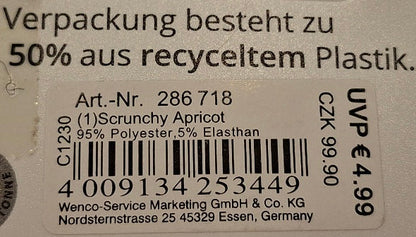 Verpackung besteht zu
50% aus recyceltem Plastik.
Art.-Nr. 286 718
(1)Scrunchy Apricot
95% Polyester,5% Elasthan
C1230
4 009134 253449
Wenco-Service Marketing GmbH & Co. KG
Nordsternstrasse 25 45329 Essen, Germany
UVP € 4.99
CZK 99.90
TONNE